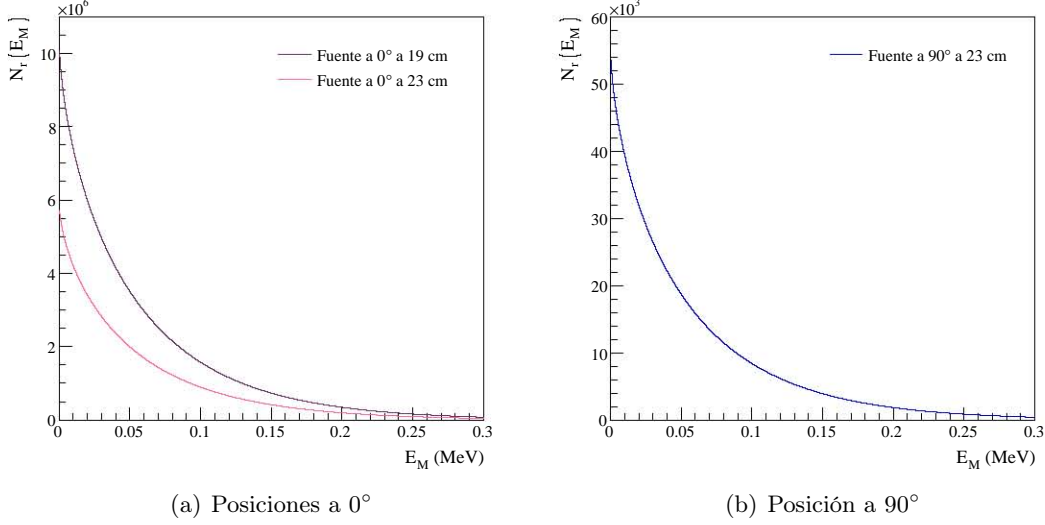 ×10⁶
N_r {E_M}
10
8
6
4
2
0
Fuente a 0° a 19 cm
Fuente a 0° a 23 cm
0 0.05 0.1 0.15 0.2 0.25 0.3
E_M (MeV)
(a) Posiciones a 0°
60 ×10³
N_r {E_M}
50
40
30
20
10
0
Fuente a 90° a 23 cm
0 0.05 0.1 0.15 0.2 0.25 0.3
E_M (MeV)
(b) Posición a 90°